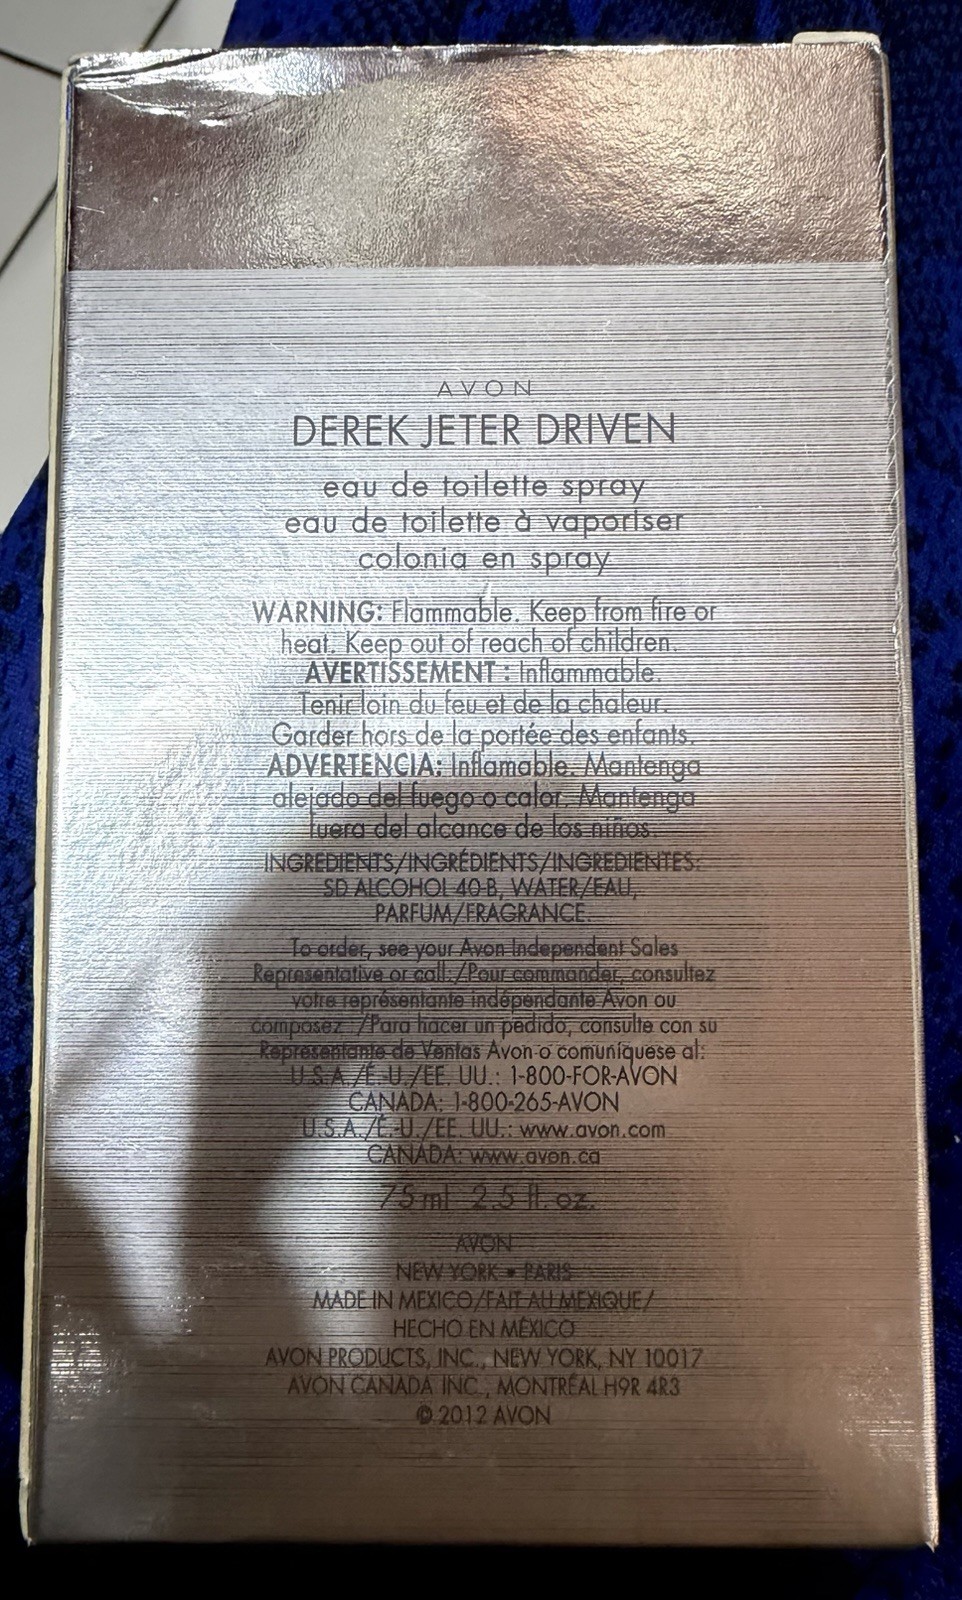 AVON
DEREK JETER DRIVEN
eau de toilette spray
eau de toilette à vaporiser
colonia en spray
WARNING: Flammable. Keep from fire or
heat. Keep out of reach of children.
AVERTISSEMENT : Inflammable.
Tenir loin du feu et de la chaleur.
Garder hors de la portée des enfants.
ADVERTENCIA: Inflamable. Mantenga
alejado del fuego o calor. Mantenga
fuera del alcance de los niños.
INGREDIENTS/INGRÉDIENTS/INGREDIENTES:
SD ALCOHOL 40-B, WATER/EAU,
PARFUM/FRAGRANCE.
To order, see your Avon Independent Sales
Representative or call:/Pour commander, consultez
votre représentante indépendante Avon ou
composez :/Para hacer un pedido, consulte con su
Representante de Ventas Avon o comuníquese al:
U.S.A./É.-U./EE. UU.: 1-800-FOR-AVON
CANADA: 1-800-265-AVON
U.S.A./É.-U./EE. UU.: www.avon.com
CANADA: www.avon.ca
75 ml 2.5 fl. oz.
AVON
NEW YORK • PARIS
MADE IN MEXICO/FAIT AU MEXIQUE/
HECHO EN MÉXICO
AVON PRODUCTS, INC., NEW YORK, NY 10017
AVON CANADA INC., MONTRÉAL H9R 4R3
© 2012 AVON